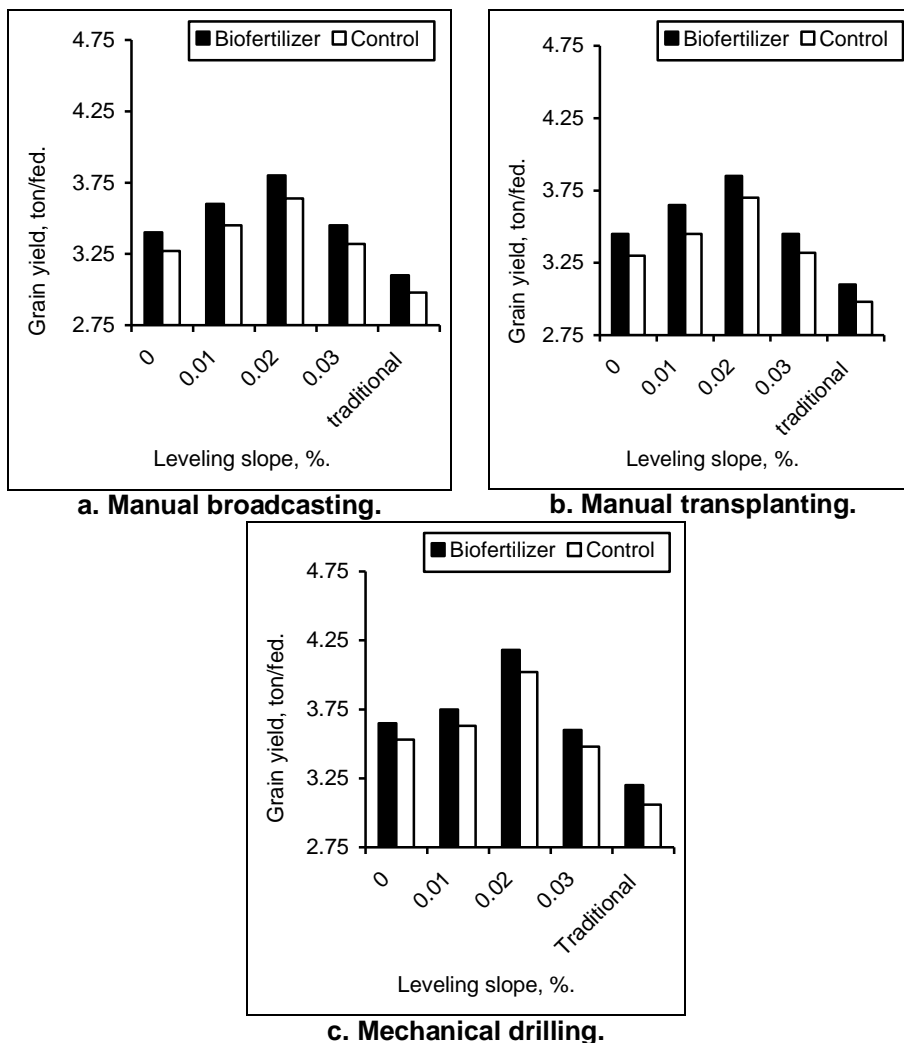 Biofertilizer Control
4.75
4.25
3.75
3.25
2.75
Grain yield, ton/fed.
0
0.01
0.02
0.03
traditional
Leveling slope, %.
a. Manual broadcasting.
Biofertilizer Control
4.75
4.25
3.75
3.25
2.75
Grain yield, ton/fed.
0
0.01
0.02
0.03
traditional
Leveling slope, %.
b. Manual transplanting.
Biofertilizer Control
4.75
4.25
3.75
3.25
2.75
Grain yield, ton/fed.
0
0.01
0.02
0.03
Traditional
Leveling slope, %.
c. Mechanical drilling.